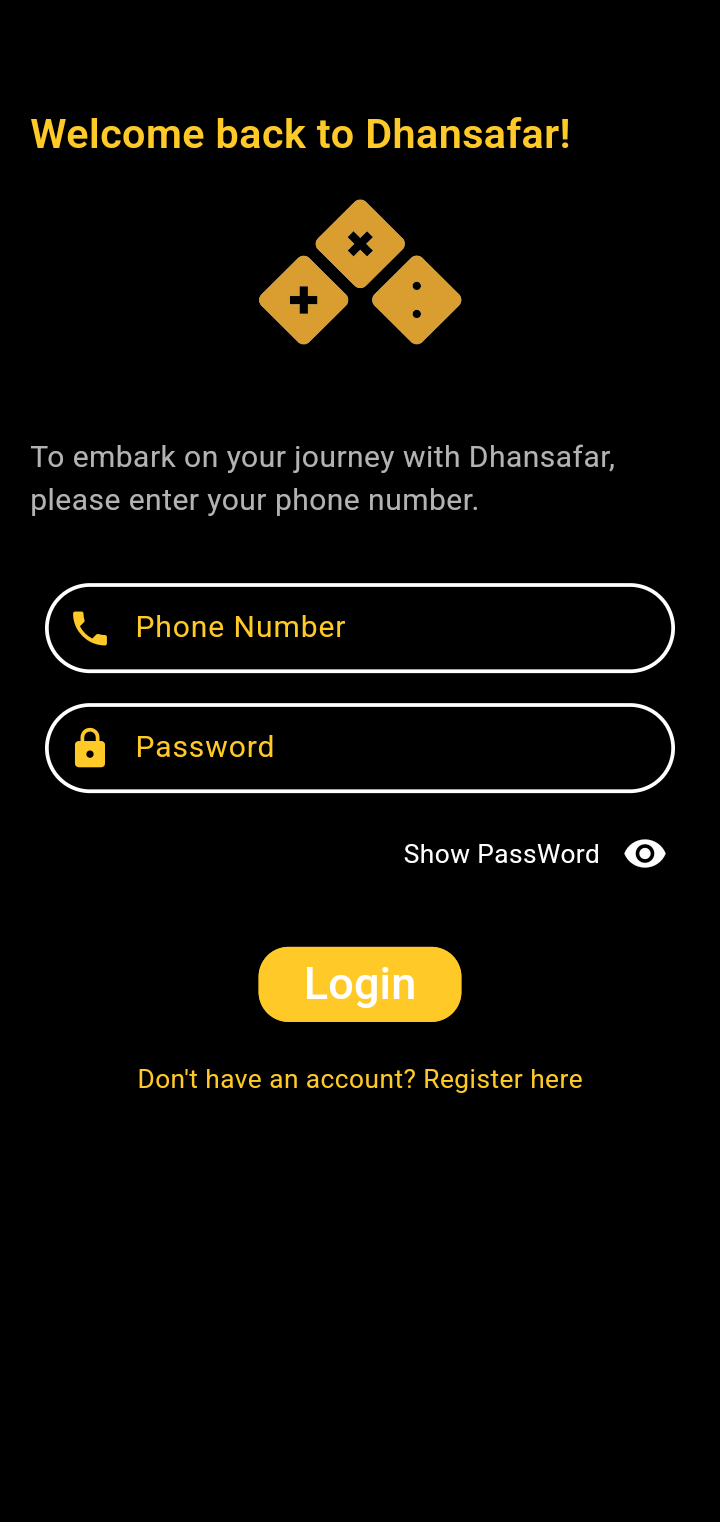 Welcome back to Dhansafar!
To embark on your journey with Dhansafar,
please enter your phone number.
Phone Number
Password
Show PassWord
Login
Don't have an account? Register here